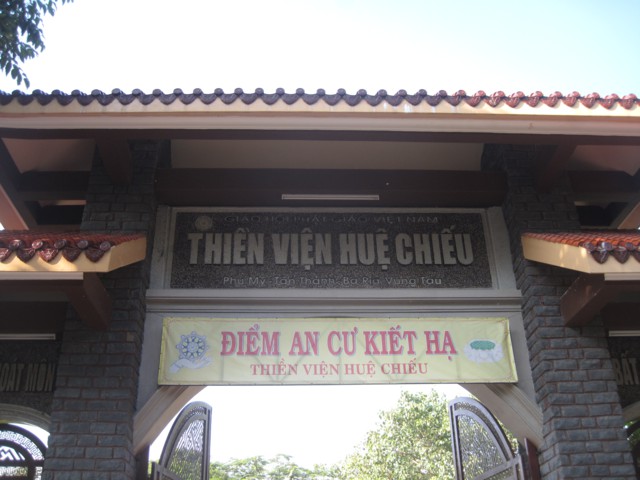 GIÁO HỘI PHẬT GIÁO VIỆT NAM
THIỀN VIỆN HUỆ CHIẾU
Phú Mỹ - Tân Thành - Bà Rịa, Vũng Tàu
ĐIỂM AN CƯ KIẾT HẠ
THIỀN VIỆN HUỆ CHIẾU